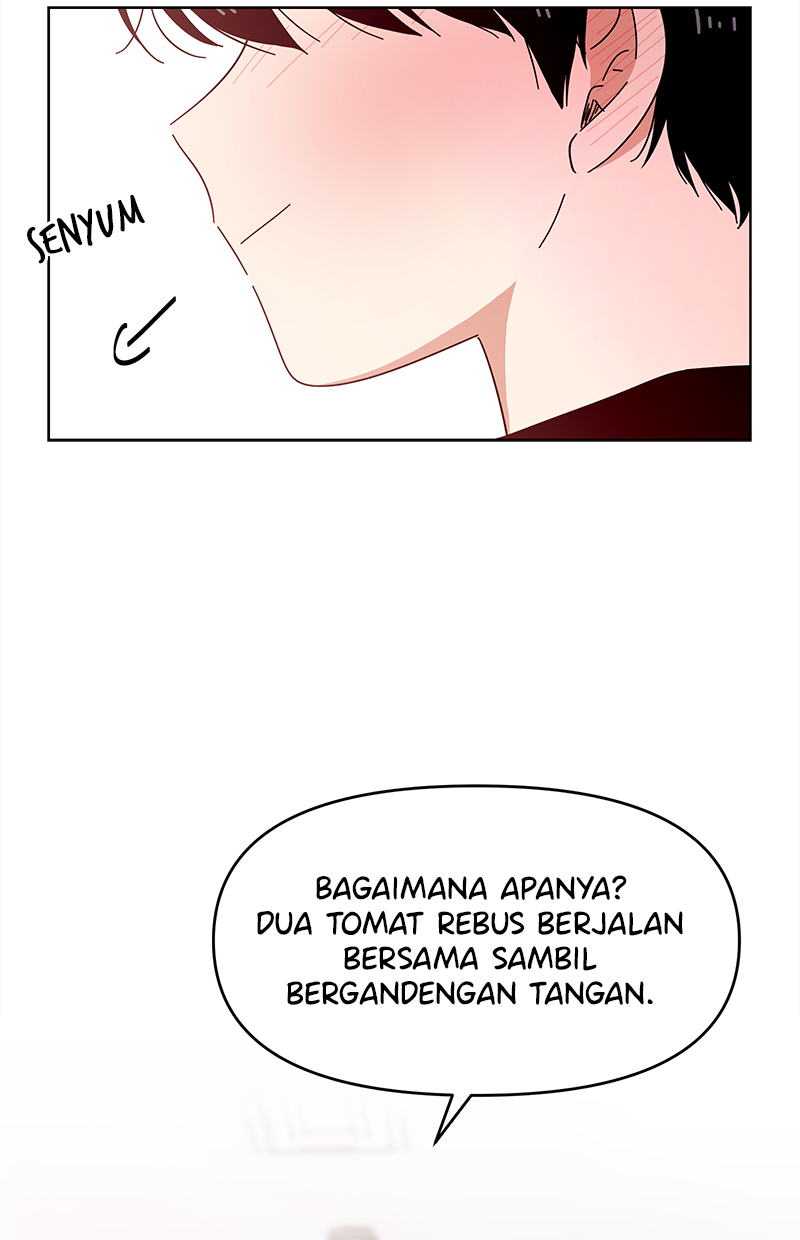 SENYUM
BAGAIMANA APANYA?
DUA TOMAT REBUS BERJALAN
BERSAMA SAMBIL
BERGANDENGAN TANGAN.